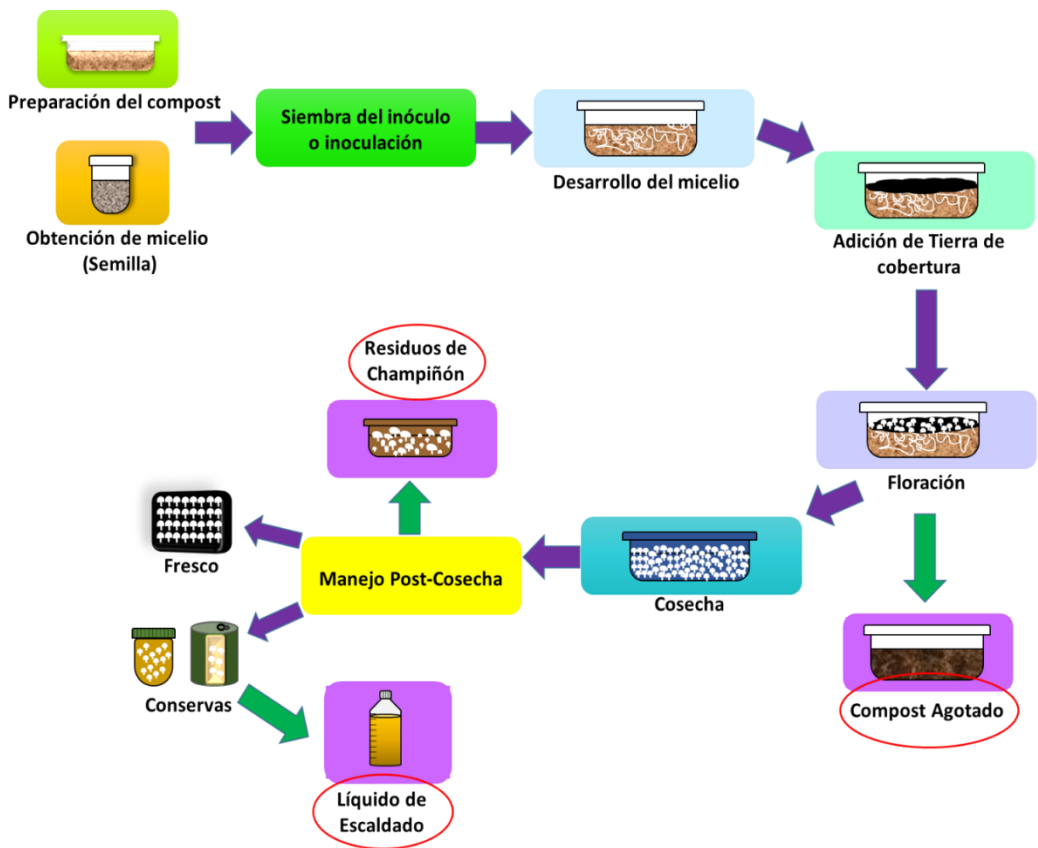 Preparación del compost
Siembra del inóculo
o inoculación
Desarrollo del micelio
Obtención de micelio
(Semilla)
Adición de Tierra de
cobertura
Residuos de
Champiñón
Floración
Fresco
Manejo Post-Cosecha
Cosecha
Conservas
Compost Agotado
Líquido de
Escaldado